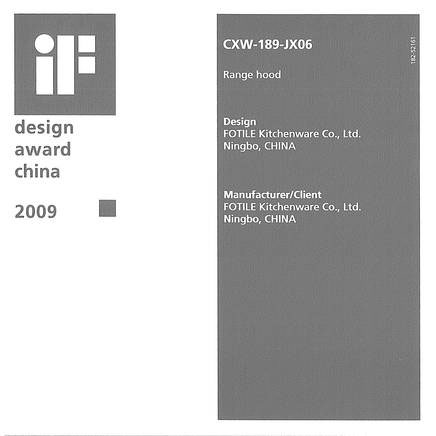 iF
design
award
china
2009
CXW-189-JX06
182-52161
Range hood
Design
FOTILE Kitchenware Co., Ltd.
Ningbo, CHINA
Manufacturer/Client
FOTILE Kitchenware Co., Ltd.
Ningbo, CHINA